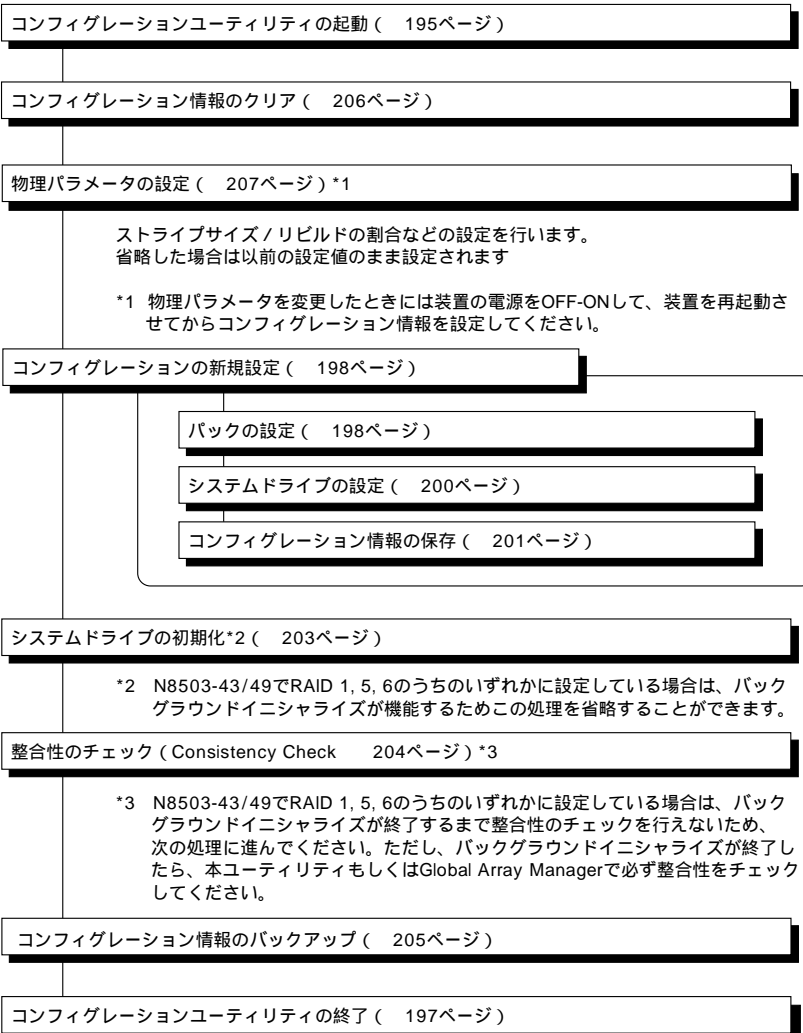 コンフィグレーションユーティリティの起動（　195ページ）
コンフィグレーション情報のクリア（　206ページ）
物理パラメータの設定（　207ページ）*1
ストライプサイズ／リビルドの割合などの設定を行います。
省略した場合は以前の設定値のまま設定されます
*1 物理パラメータを変更したときには装置の電源をOFF-ONして、装置を再起動さ
せてからコンフィグレーション情報を設定してください。
コンフィグレーションの新規設定（　198ページ）
パックの設定（　198ページ）
システムドライブの設定（　200ページ）
コンフィグレーション情報の保存（　201ページ）
システムドライブの初期化*2（　203ページ）
*2 N8503-43/49でRAID 1, 5, 6のうちのいずれかに設定している場合は、バック
グラウンドイニシャライズが機能するためこの処理を省略することができます。
整合性のチェック（Consistency Check　204ページ）*3
*3 N8503-43/49でRAID 1, 5, 6のうちのいずれかに設定している場合は、バック
グラウンドイニシャライズが終了するまで整合性のチェックを行えないため、
次の処理に進んでください。ただし、バックグラウンドイニシャライズが終了し
たら、本ユーティリティもしくはGlobal Array Managerで必ず整合性をチェック
してください。
コンフィグレーション情報のバックアップ（　205ページ）
コンフィグレーションユーティリティの終了（　197ページ）